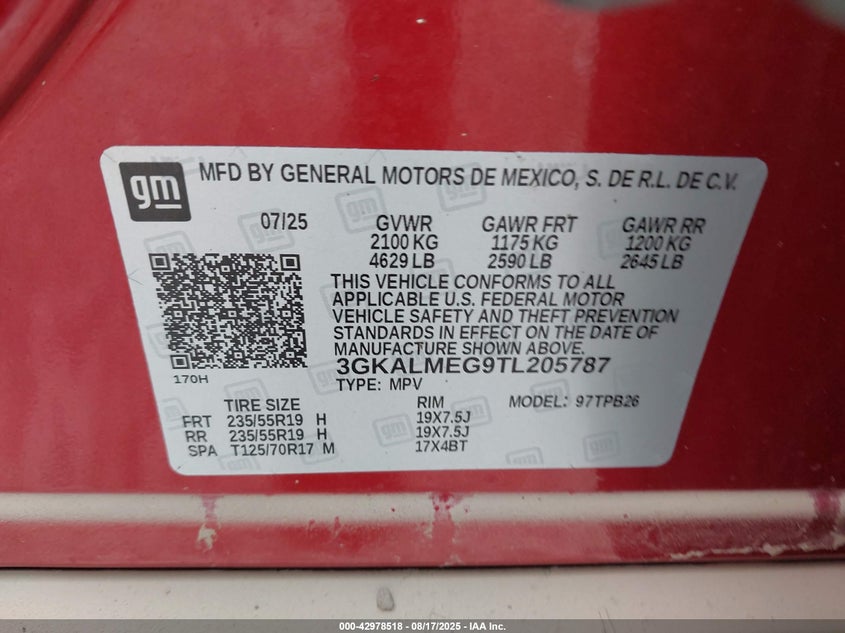 gm
MFD BY GENERAL MOTORS DE MEXICO, S. DE R.L. DE C.V.
07/25 GVWR GAWR FRT GAWR RR
2100 KG 1175 KG 1200 KG
4629 LB 2590 LB 2645 LB
THIS VEHICLE CONFORMS TO ALL
APPLICABLE U.S. FEDERAL MOTOR
VEHICLE SAFETY AND THEFT PREVENTION
STANDARDS IN EFFECT ON THE DATE OF
MANUFACTURE SHOWN ABOVE.
3GKALMEG9TL205787
170H TYPE: MPV
TIRE SIZE RIM MODEL: 97TPB26
FRT 235/55R19 H 19X7.5J
RR 235/55R19 H 19X7.5J
SPA T125/70R17 M 17X4BT
000-42978518 - 08/17/2025 - IAA Inc.